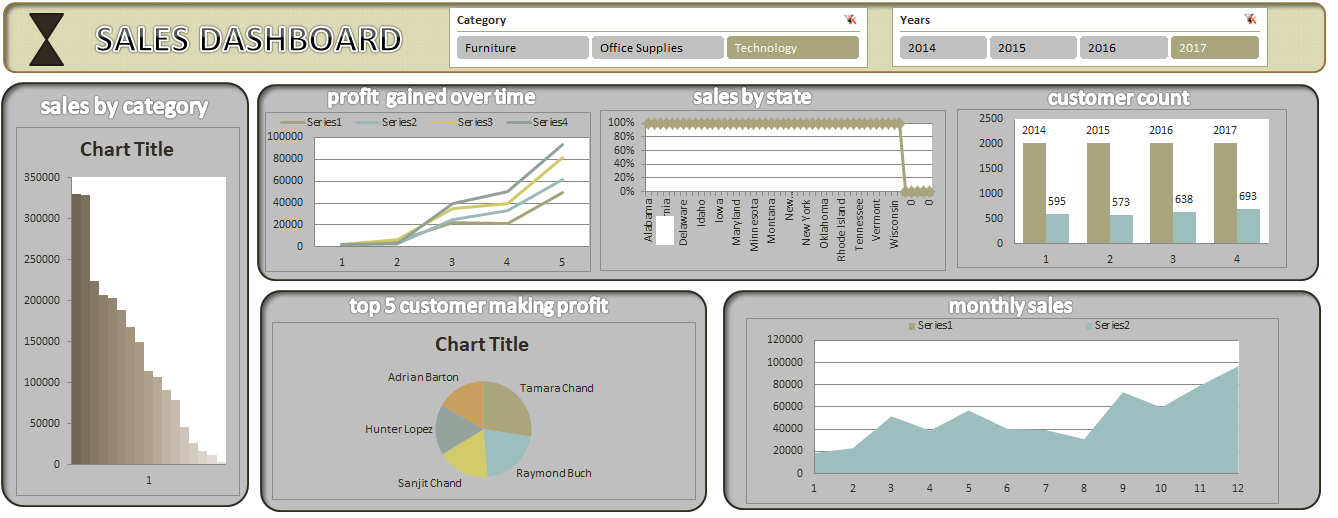 SALES DASHBOARD
Category
Furniture
Office Supplies
Technology
Years
2014
2015
2016
2017
sales by category
Chart Title
350000
300000
250000
200000
150000
100000
50000
0
1
profit gained over time
Series1 Series2 Series3 Series4
100000
80000
60000
40000
20000
0
1 2 3 4 5
sales by state
100%
80%
60%
40%
20%
0%
Alabama
Delaware
Idaho
Iowa
Maryland
Minnesota
Montana
New...
New York
Oklahoma
Rhode Island
Tennessee
Vermont
Wisconsin
0
0
customer count
2500
2000
1500
1000
500
0
2014 2015 2016 2017
595 573 638 693
1 2 3 4
top 5 customer making profit
Chart Title
Adrian Barton
Tamara Chand
Hunter Lopez
Raymond Buch
Sanjit Chand
monthly sales
Series1 Series2
120000
100000
80000
60000
40000
20000
0
1 2 3 4 5 6 7 8 9 10 11 12